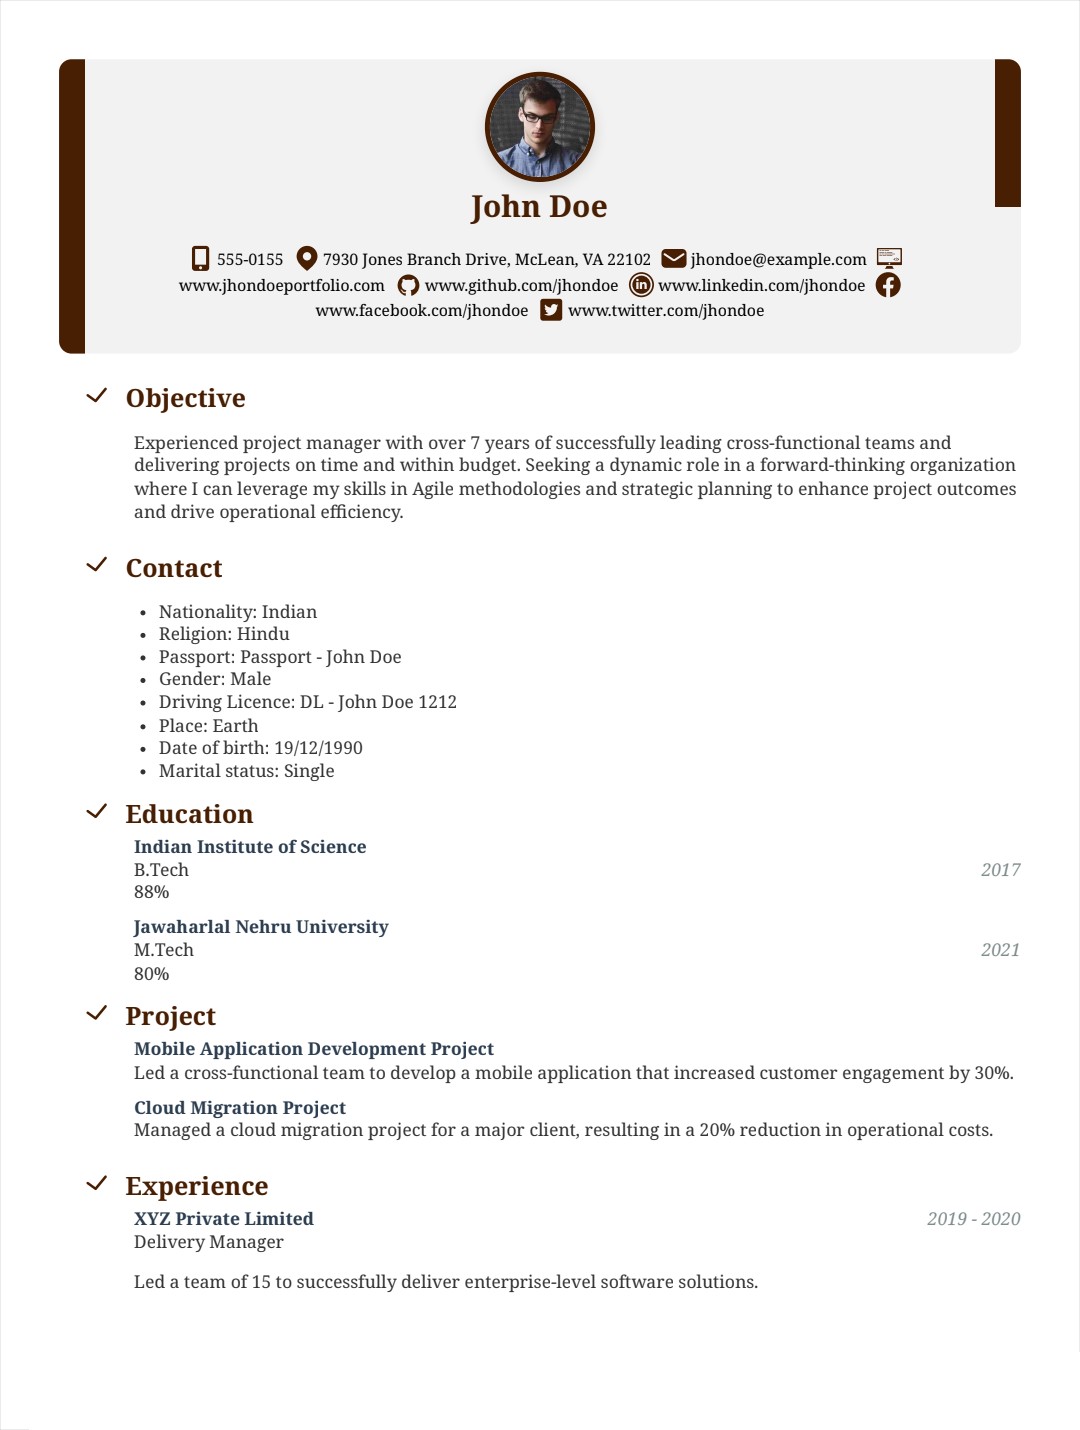 John Doe
555-0155 7930 Jones Branch Drive, McLean, VA 22102 jhondoe@example.com
www.jhondoeportfolio.com www.github.com/jhondoe www.linkedin.com/jhondoe
www.facebook.com/jhondoe www.twitter.com/jhondoe
Objective
Experienced project manager with over 7 years of successfully leading cross-functional teams and
delivering projects on time and within budget. Seeking a dynamic role in a forward-thinking organization
where I can leverage my skills in Agile methodologies and strategic planning to enhance project outcomes
and drive operational efficiency.
Contact
• Nationality: Indian
• Religion: Hindu
• Passport: Passport - John Doe
• Gender: Male
• Driving Licence: DL - John Doe 1212
• Place: Earth
• Date of birth: 19/12/1990
• Marital status: Single
Education
Indian Institute of Science
B.Tech 2017
88%
Jawaharlal Nehru University
M.Tech 2021
80%
Project
Mobile Application Development Project
Led a cross-functional team to develop a mobile application that increased customer engagement by 30%.
Cloud Migration Project
Managed a cloud migration project for a major client, resulting in a 20% reduction in operational costs.
Experience
XYZ Private Limited 2019 - 2020
Delivery Manager
Led a team of 15 to successfully deliver enterprise-level software solutions.